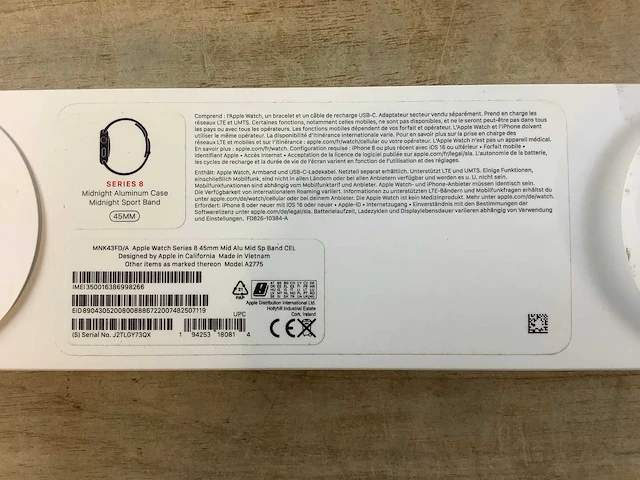 SERIES 8
Midnight Aluminum Case
Midnight Sport Band
45MM
Comprend : l'Apple Watch, un bracelet et un câble de recharge USB-C. Adaptateur secteur vendu séparément. Prend en charge les
réseaux LTE et UMTS. Certaines fonctions, notamment celles mobiles, ne sont pas disponibles, et ne le seront peut-être pas dans tous
les pays ou avec tous les opérateurs. Les fonctions mobiles dépendent de vos forfait et opérateur. L'Apple Watch et l'iPhone doivent
utiliser le même opérateur. La disponibilité d'itinérance internationale varie. Pour en savoir plus sur la prise en charge des
réseaux LTE et sur l'itinérance : apple.com/fr/watch/cellular ou votre opérateur. L'Apple Watch n'est pas un appareil médical.
En savoir plus : apple.com/fr/watch. Configuration requise : iPhone 8 ou plus récent avec iOS 16 ou ultérieur • Forfait mobile •
Identifiant Apple • Accès Internet • Acceptation de la licence de logiciel publiée sur apple.com/fr/legal/sla. L'autonomie de la batterie,
les cycles de recharge et la durée de vie de l'écran varient en fonction de l'utilisation et des réglages.
Enthält: Apple Watch, Armband und USB-C-Ladekabel. Netzteil separat erhältlich. Unterstützt LTE und UMTS. Einige Funktionen,
einschließlich Mobilfunk, sind nicht in allen Ländern oder bei allen Anbietern verfügbar und werden es u. U. nicht sein.
Mobilfunkfunktionen sind abhängig von Mobilfunktarif und Anbieter. Apple Watch- und iPhone-Anbieter müssen identisch sein.
Die Verfügbarkeit von internationalem Roaming variiert. Informationen zu unterstützten LTE-Bändern und Mobilfunkanbietern unter
apple.com/de/watch/cellular oder bei deinem Anbieter. Die Apple Watch ist kein Medizinprodukt. Mehr unter apple.com/de/watch.
Erfordert: iPhone 8 oder neuer mit iOS 16 oder neuer • Apple-ID • Internetzugang • Einverständnis mit den Bestimmungen der
Softwarelizenz unter apple.com/de/legal/sla. Batterielaufzeit, Ladezyklen und Displaylebensdauer variieren abhängig von Verwendung
und Einstellungen. FD826-10384-A
MNK43FD/A Apple Watch Series 8 45mm Mid Alu Mid Sp Band CEL
Designed by Apple in California Made in Vietnam
Other items as marked thereon Model A2775
IMEI350016386998266
EID89043052008008886722007482507119
UPC
(S) Serial No. J2TLGY73QX
1 94253 18081 4
21
PAP
Apple Distribution International Ltd.
Hollyhill Industrial Estate
Cork, Ireland
CE